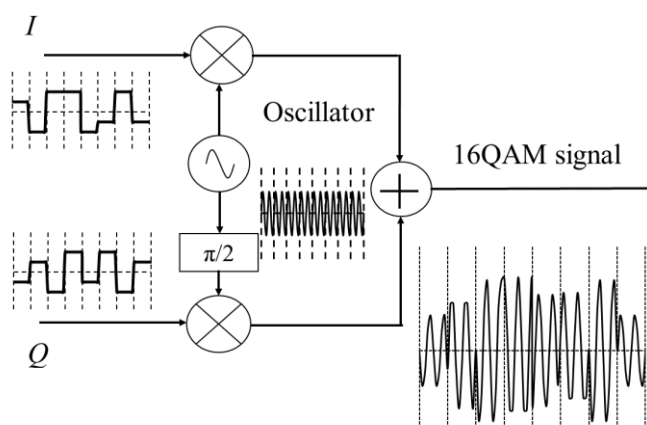 I
Oscillator
16QAM signal
π/2
Q